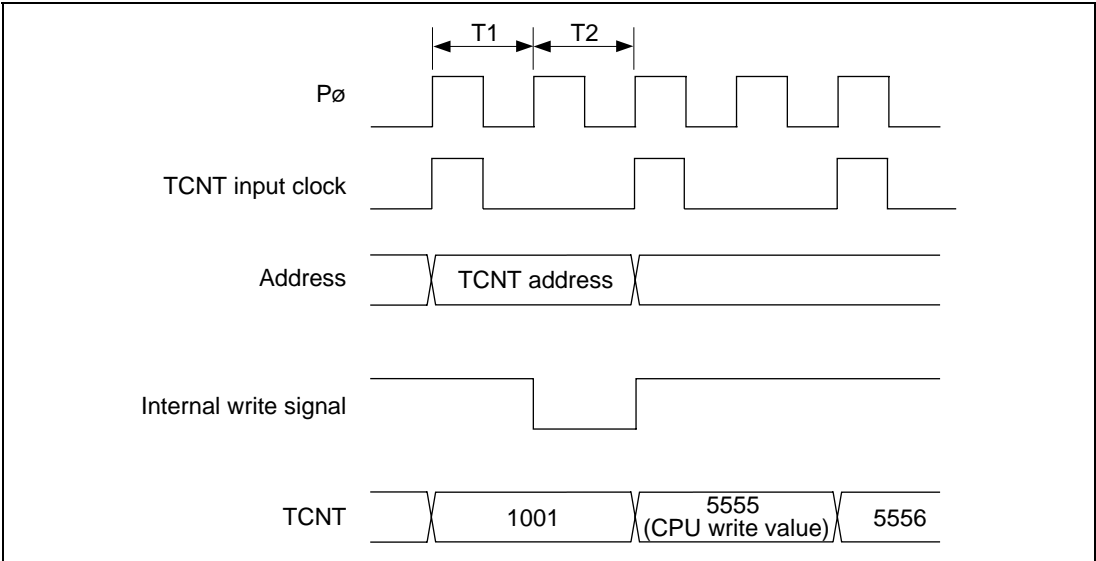 T1 T2
Pø
TCNT input clock
Address TCNT address
Internal write signal
TCNT 1001 5555 5556
(CPU write value)